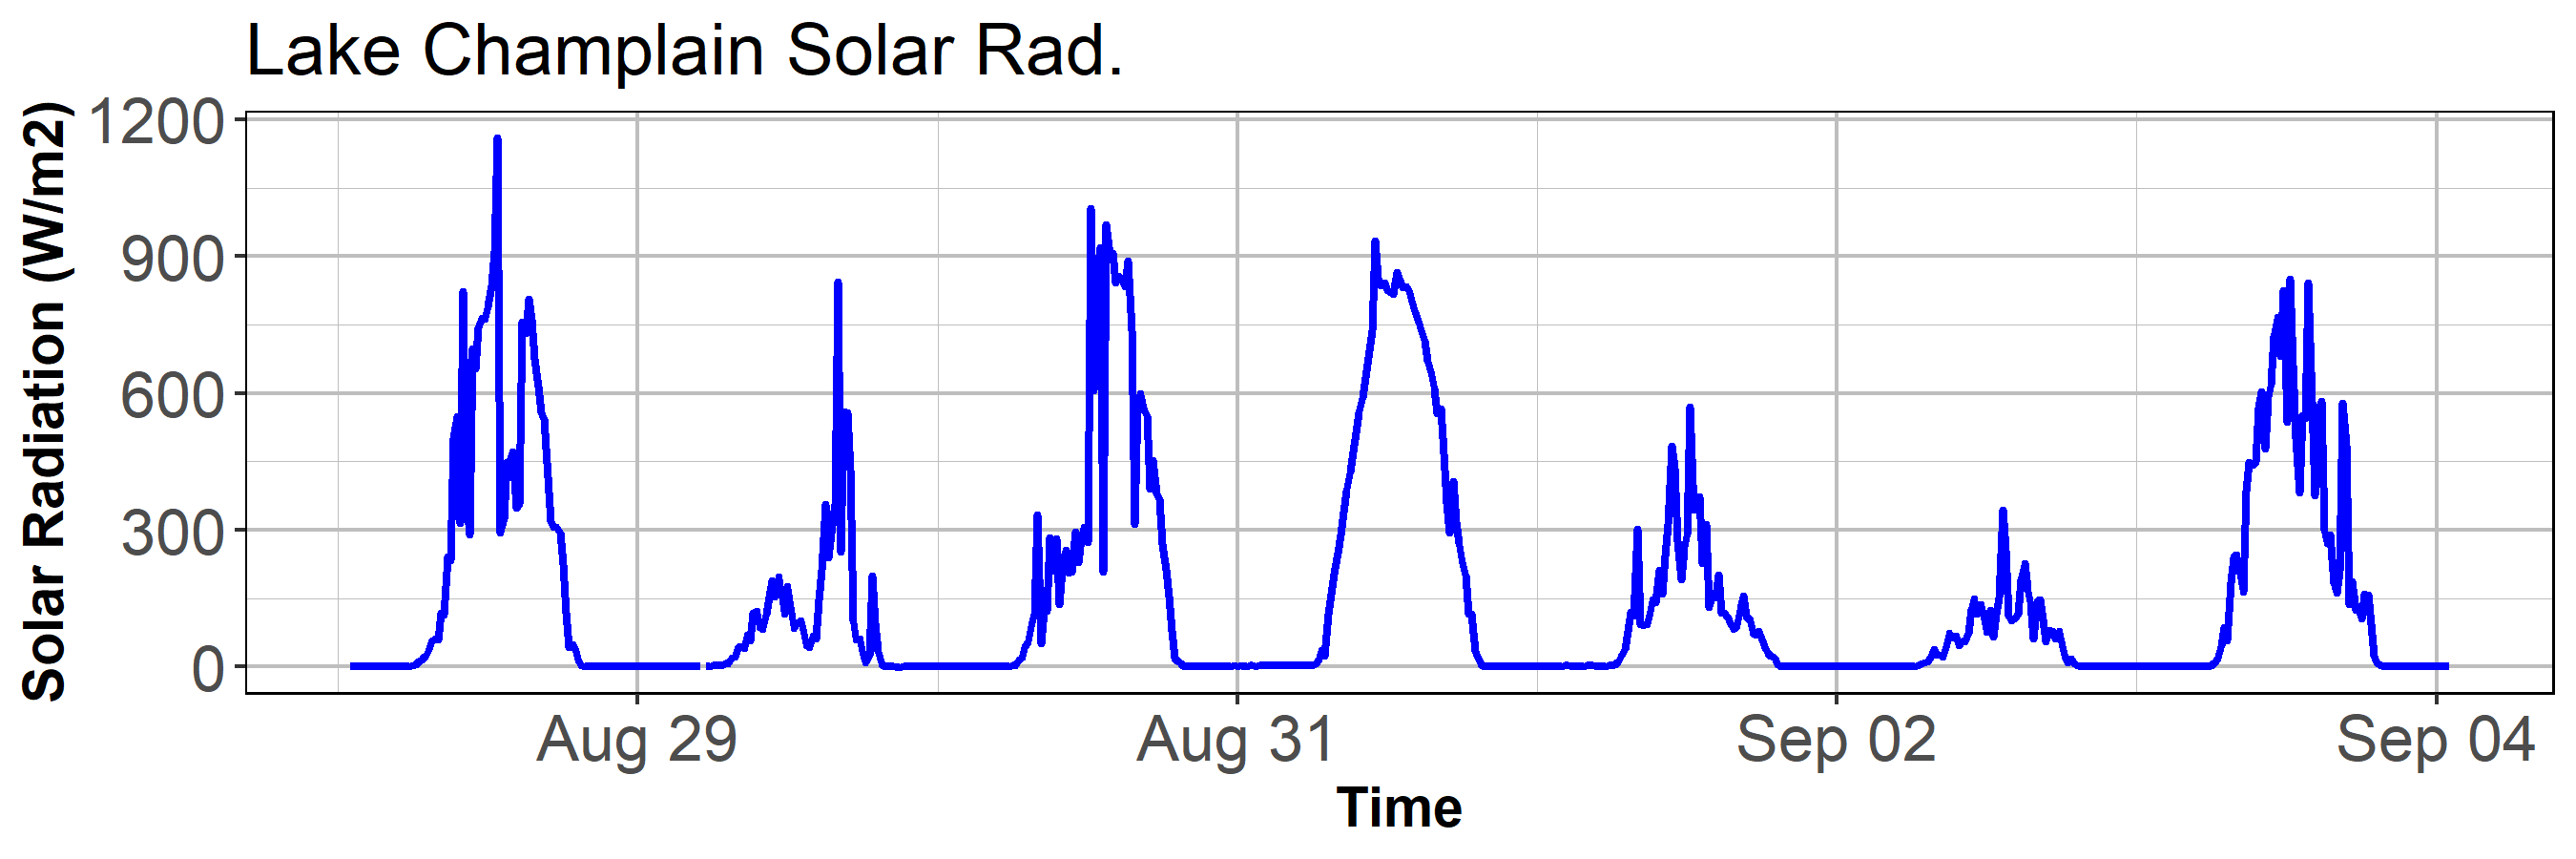 Lake Champlain Solar Rad.
Solar Radiation (W/m2)
1200
900
600
300
0
Aug 29 Aug 31 Sep 02 Sep 04
Time